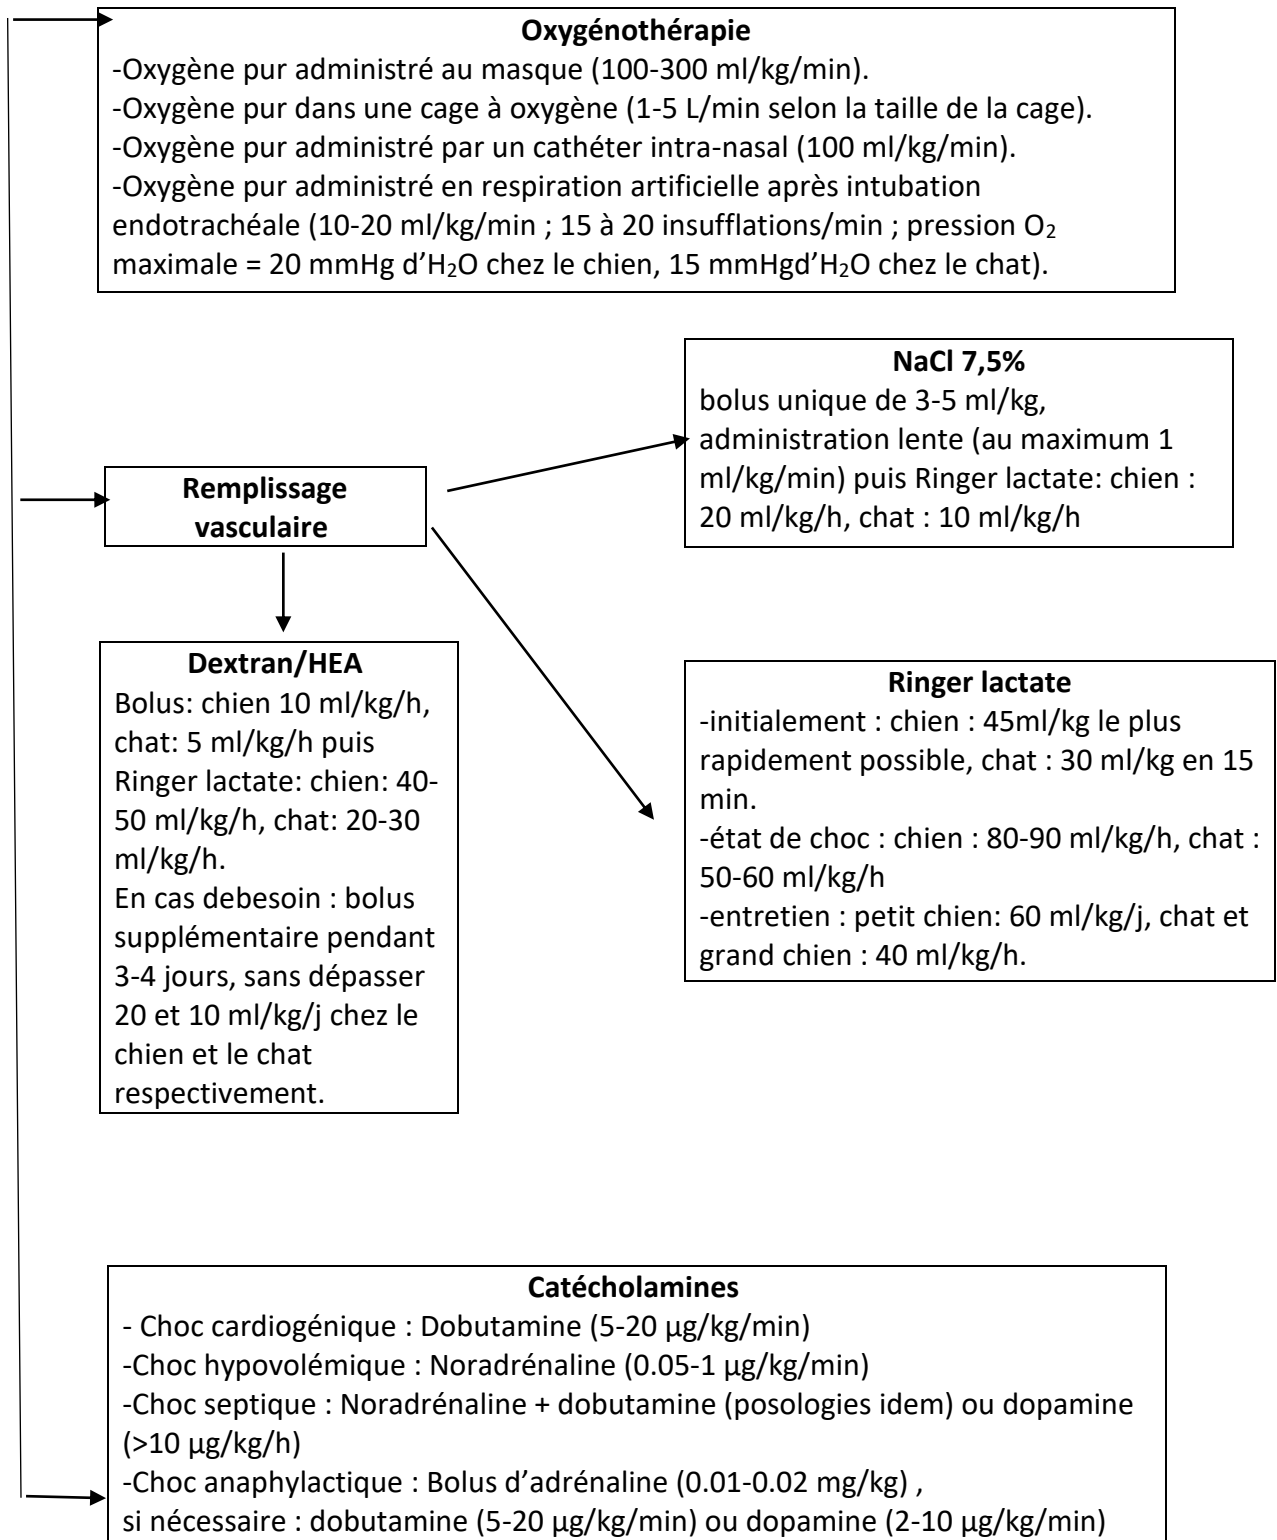 Oxygénothérapie
-Oxygène pur administré au masque (100-300 ml/kg/min).
-Oxygène pur dans une cage à oxygène (1-5 L/min selon la taille de la cage).
-Oxygène pur administré par un cathéter intra-nasal (100 ml/kg/min).
-Oxygène pur administré en respiration artificielle après intubation
endotrachéale (10-20 ml/kg/min ; 15 à 20 insufflations/min ; pression O₂
maximale = 20 mmHg d’H₂O chez le chien, 15 mmHgd’H₂O chez le chat).
NaCl 7,5%
bolus unique de 3-5 ml/kg,
administration lente (au maximum 1
ml/kg/min) puis Ringer lactate: chien :
20 ml/kg/h, chat : 10 ml/kg/h
Remplissage
vasculaire
Dextran/HEA
Bolus: chien 10 ml/kg/h,
chat: 5 ml/kg/h puis
Ringer lactate: chien: 40-
50 ml/kg/h, chat: 20-30
ml/kg/h.
En cas debesoin : bolus
supplémentaire pendant
3-4 jours, sans dépasser
20 et 10 ml/kg/j chez le
chien et le chat
respectivement.
Ringer lactate
-initialement : chien : 45ml/kg le plus
rapidement possible, chat : 30 ml/kg en 15
min.
-état de choc : chien : 80-90 ml/kg/h, chat :
50-60 ml/kg/h
-entretien : petit chien: 60 ml/kg/j, chat et
grand chien : 40 ml/kg/h.
Catécholamines
- Choc cardiogénique : Dobutamine (5-20 µg/kg/min)
-Choc hypovolémique : Noradrénaline (0.05-1 µg/kg/min)
-Choc septique : Noradrénaline + dobutamine (posologies idem) ou dopamine
(>10 µg/kg/h)
-Choc anaphylactique : Bolus d’adrénaline (0.01-0.02 mg/kg) ,
si nécessaire : dobutamine (5-20 µg/kg/min) ou dopamine (2-10 µg/kg/min)